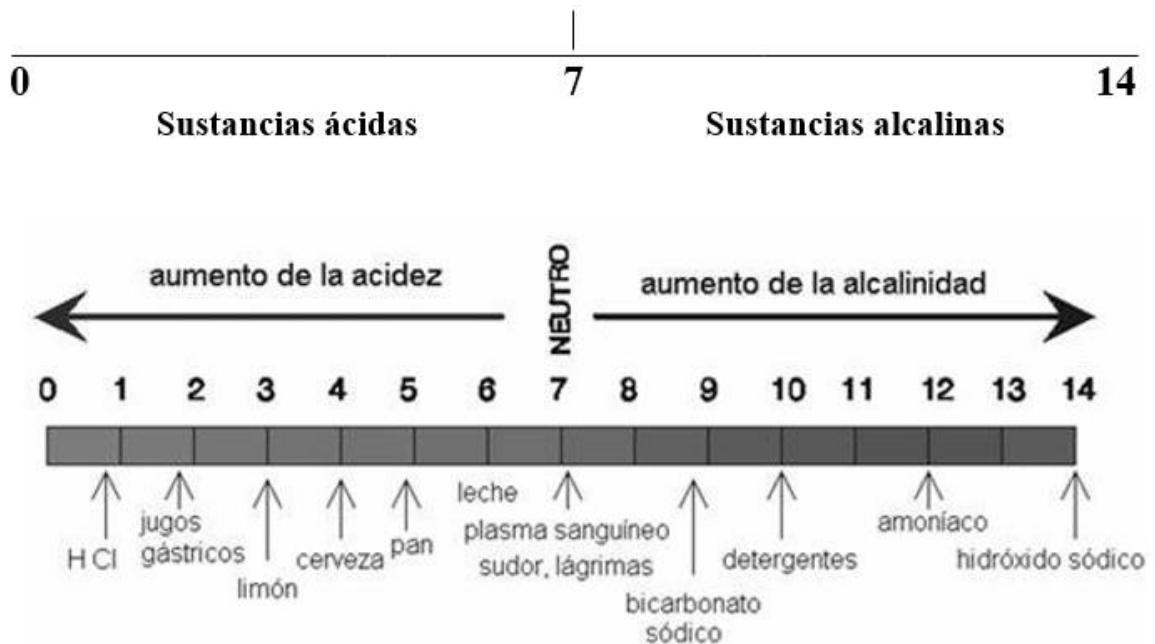 0 7 14
Sustancias ácidas Sustancias alcalinas
NEUTRO
aumento de la acidez aumento de la alcalinidad
0 1 2 3 4 5 6 7 8 9 10 11 12 13 14
H Cl
jugos
gástricos
limón
cerveza
pan
leche
plasma sanguíneo
sudor, lágrimas
bicarbonato
sódico
detergentes
amoníaco
hidróxido sódico